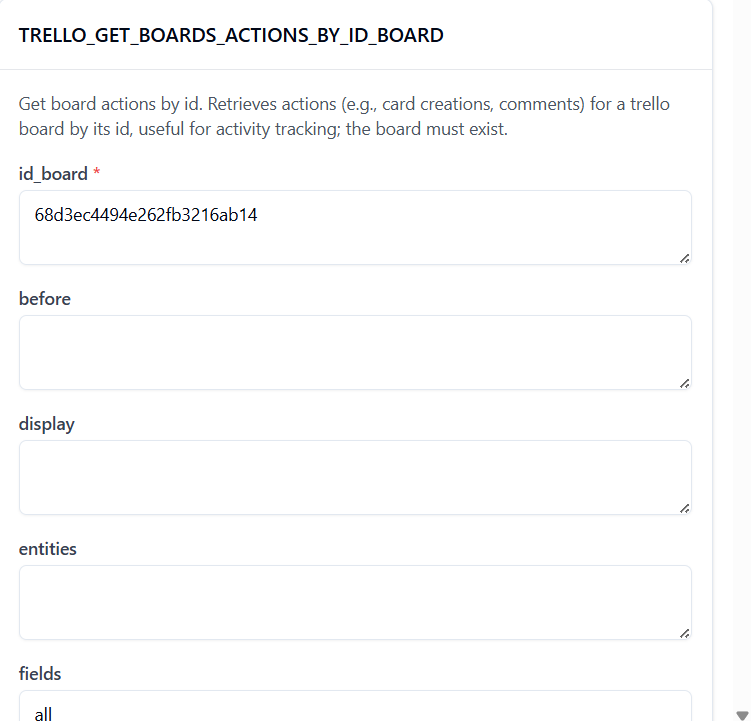 TRELLO_GET_BOARDS_ACTIONS_BY_ID_BOARD
Get board actions by id. Retrieves actions (e.g., card creations, comments) for a trello
board by its id, useful for activity tracking; the board must exist.
id_board *
68d3ec4494e262fb3216ab14
before
display
entities
fields
all